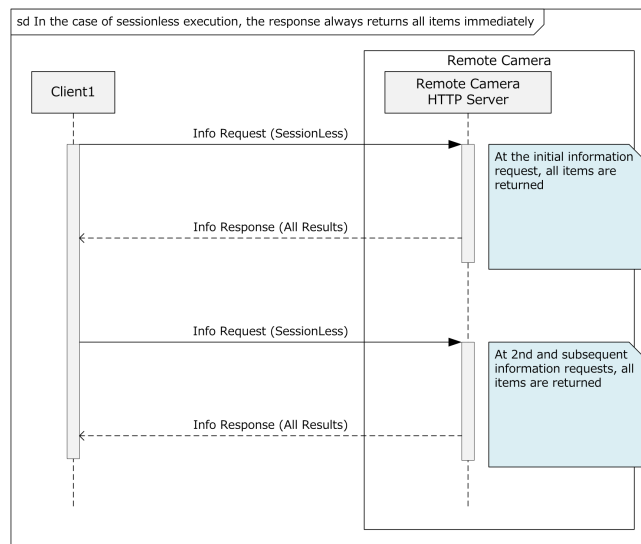 sd In the case of sessionless execution, the response always returns all items immediately
Remote Camera
Client1
Remote Camera
HTTP Server
Info Request (SessionLess)
At the initial information
request, all items are
returned
Info Response (All Results)
Info Request (SessionLess)
At 2nd and subsequent
information requests, all
items are returned
Info Response (All Results)